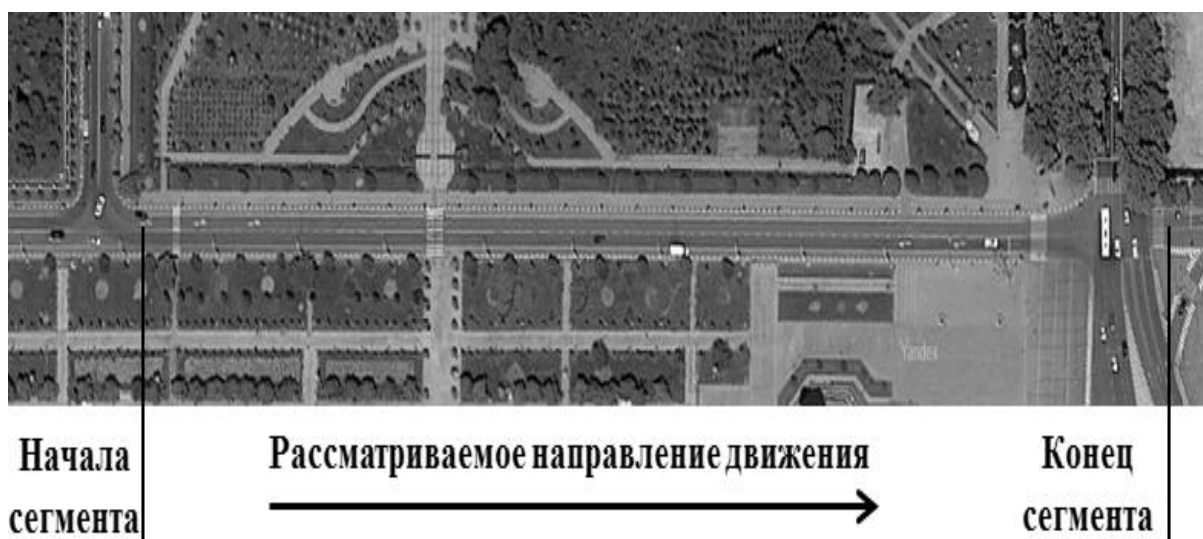 Yandex
Начала
сегмента
Рассматриваемое направление движения
Конец
сегмента